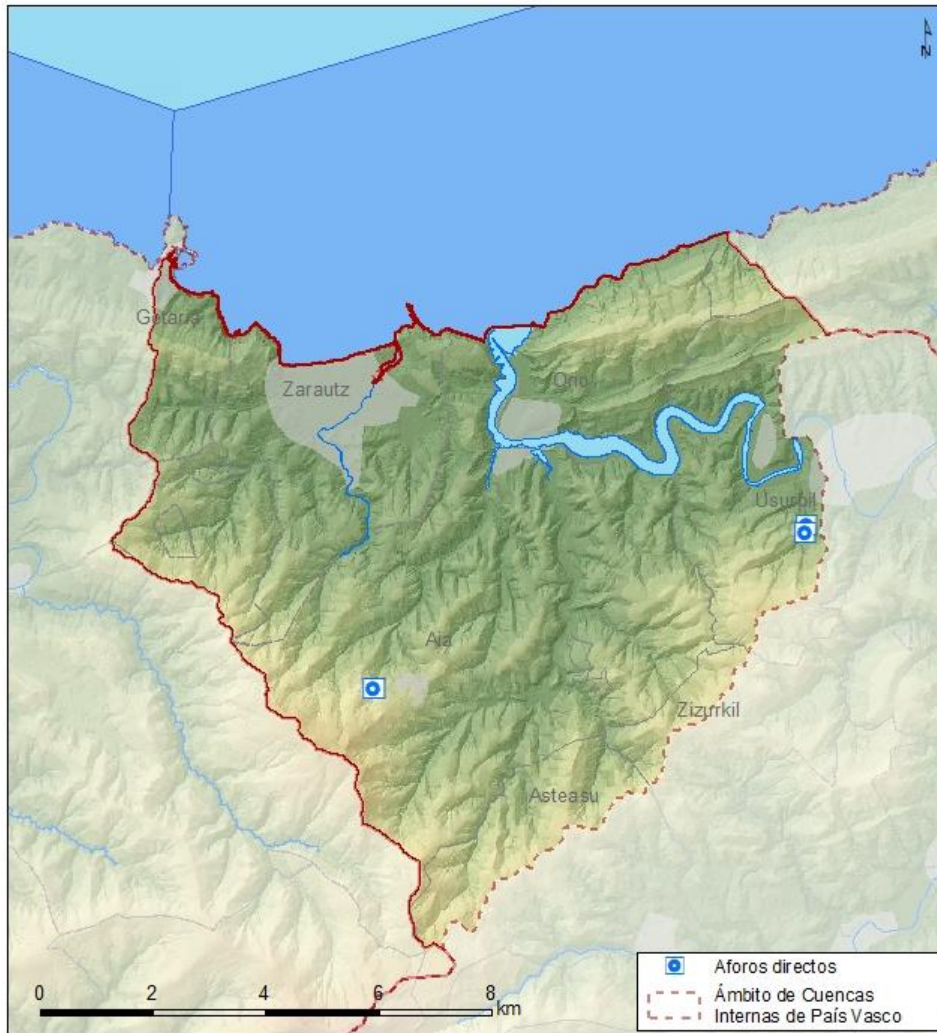 N
Getaria
Zarautz
Orio
Usurbil
Aia
Zizurkil
Asteasu
Aforos directos
Ámbito de Cuencas
Internas de País Vasco
0 2 4 6 8
km